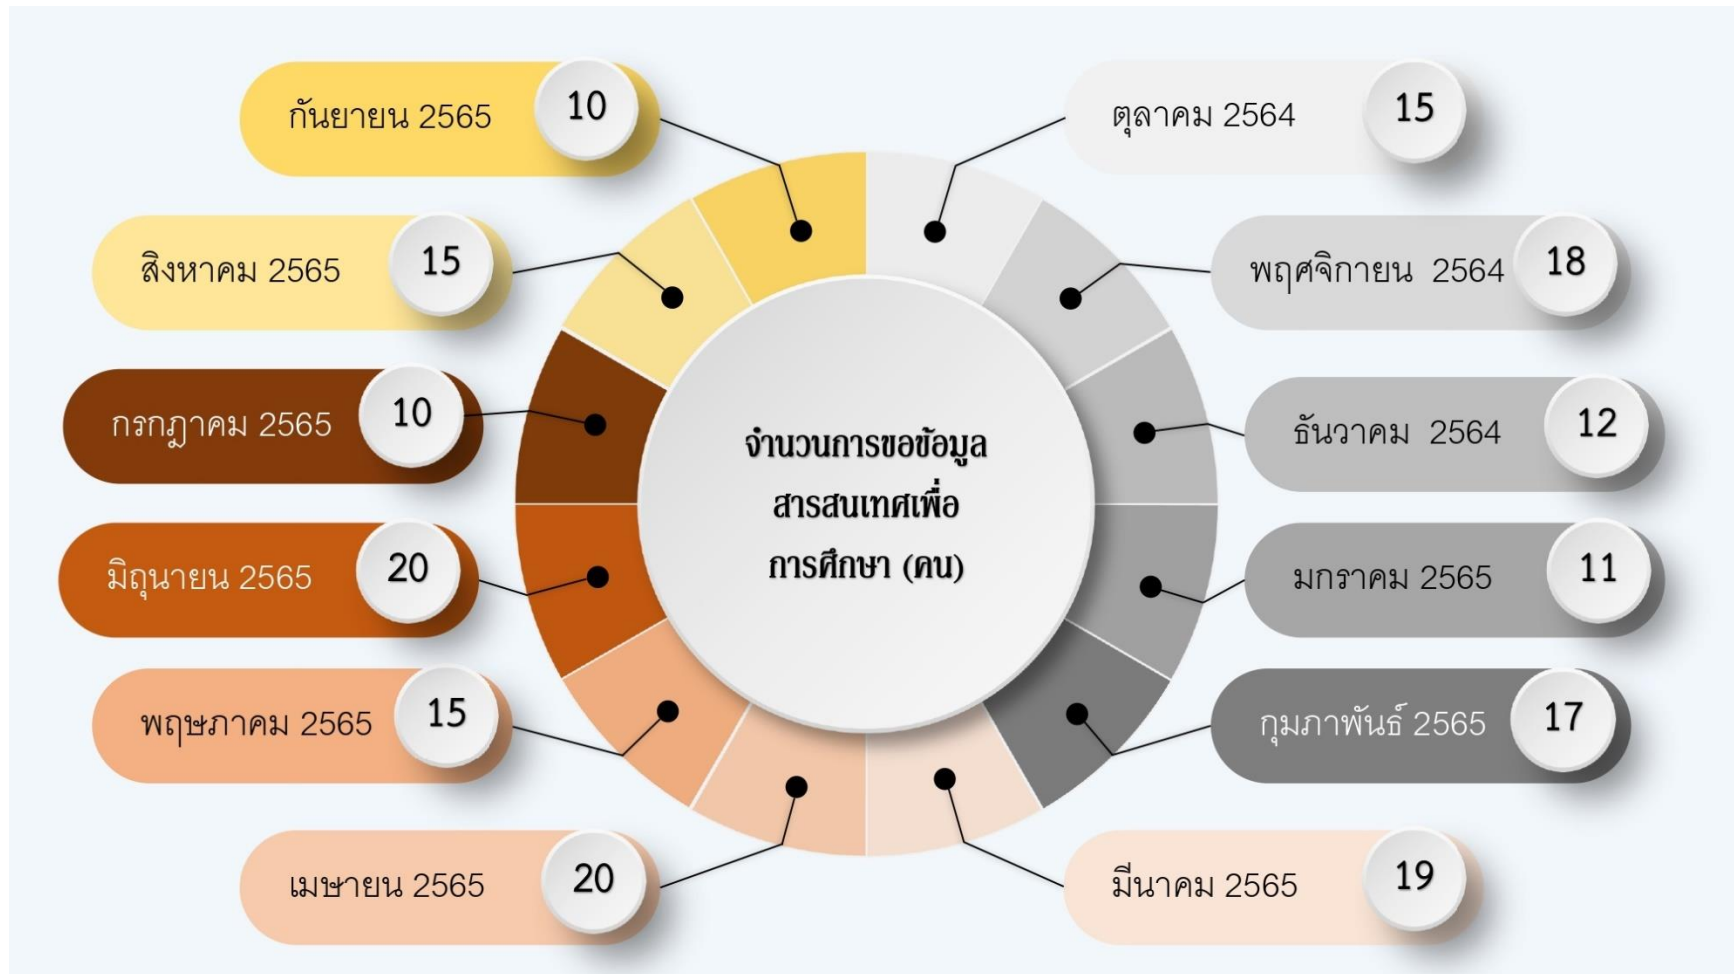 กันยายน 2565 10
ตุลาคม 2564 15
สิงหาคม 2565 15
พฤศจิกายน 2564 18
กรกฎาคม 2565 10
ธันวาคม 2564 12
จำนวนการขอข้อมูล
สารสนเทศเพื่อ
การศึกษา (คน)
มิถุนายน 2565 20
มกราคม 2565 11
พฤษภาคม 2565 15
กุมภาพันธ์ 2565 17
เมษายน 2565 20
มีนาคม 2565 19